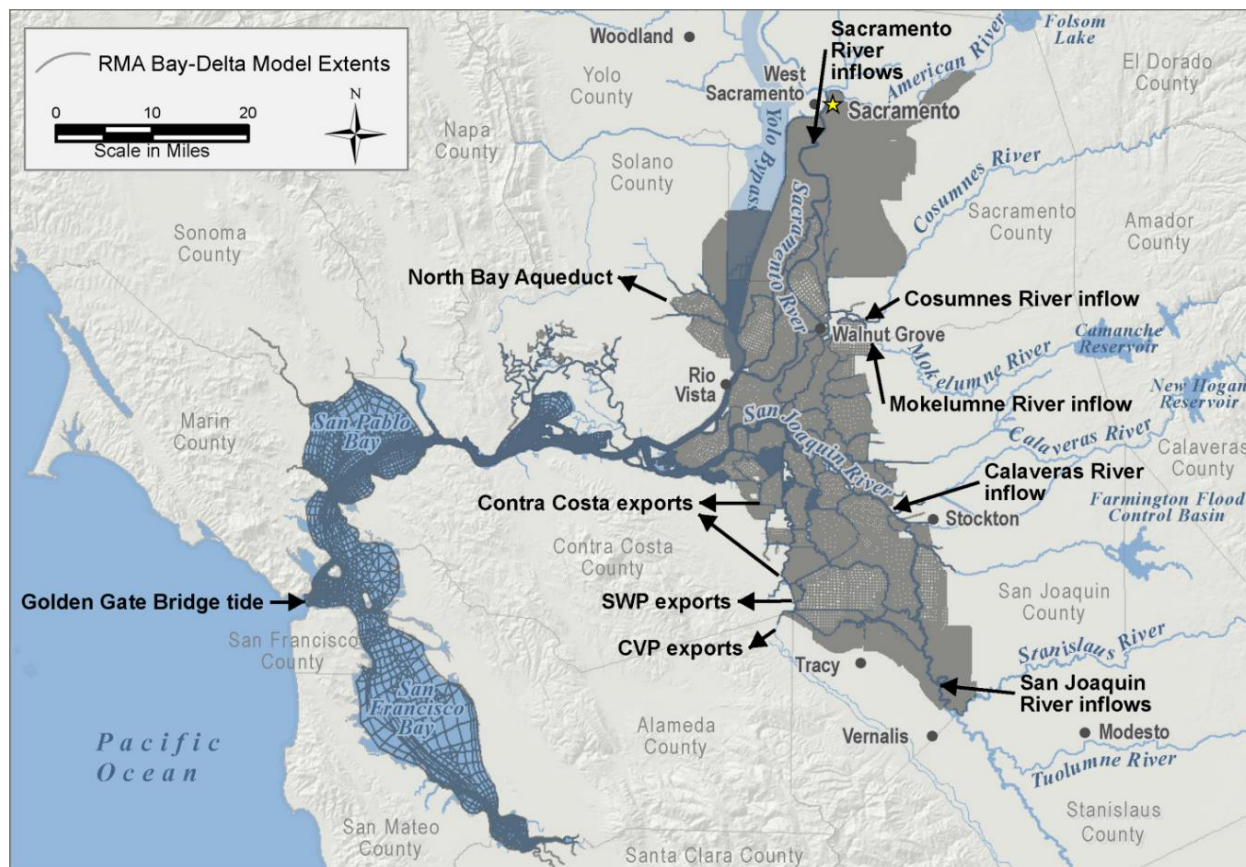 RMA Bay-Delta Model Extents
0 10 20
Scale in Miles
N
Woodland
Yolo
County
Napa
County
Sonoma
County
Solano
County
West
Sacramento
Sacramento
River
inflows
American River
Folsom
Lake
El Dorado
County
Sacramento
Yolo Bypass
Sacramento River
Cosumnes River
Sacramento
County
Amador
County
North Bay Aqueduct
Cosumnes River inflow
Walnut Grove
Camanche
Reservoir
Mokelumne River
Rio
Vista
New Hogan
Reservoir
Mokelumne River inflow
Marin
County
San Pablo
Bay
San Joaquin River
Calaveras River
Calaveras
County
Calaveras River
inflow
Contra Costa exports
Stockton
Farmington Flood
Control Basin
Contra Costa
County
Golden Gate Bridge tide
SWP exports
San Joaquin
County
San Francisco
County
CVP exports
Tracy
Stanislaus River
San Joaquin
River inflows
San
Francisco
Bay
Alameda
County
Vernalis
Modesto
Pacific
Ocean
Tuolumne River
San Mateo
County
Santa Clara County
Stanislaus
County